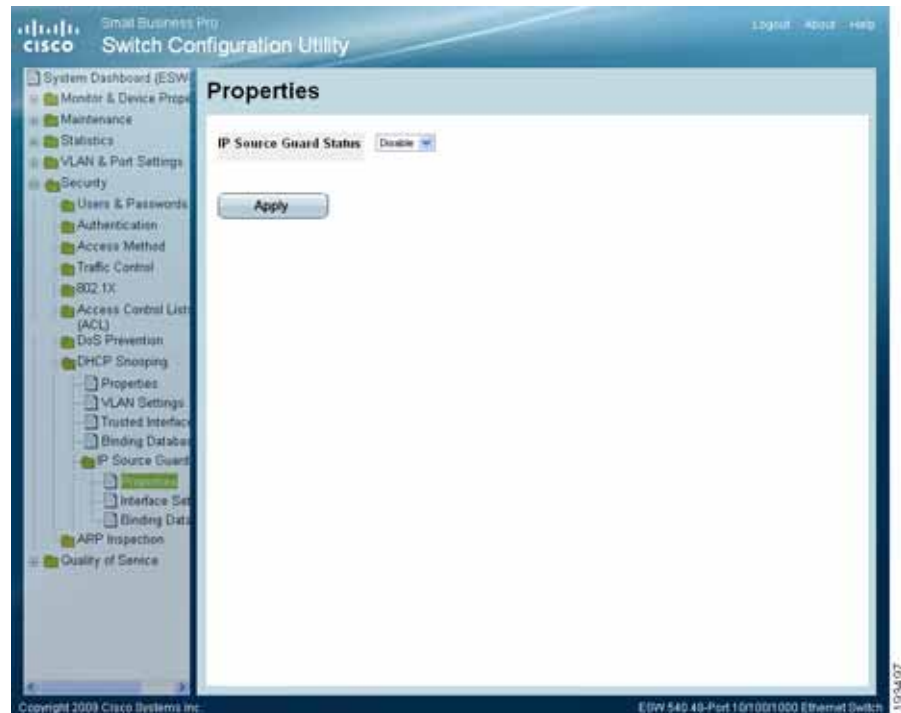 Small Business Pro
cisco Switch Configuration Utility
Logout About Help
System Dashboard (ESW
Monitor & Device Prope
Maintenance
Statistics
VLAN & Port Settings
Security
Users & Passwords
Authentication
Access Method
Traffic Control
802.1X
Access Control Lists
(ACL)
DoS Prevention
DHCP Snooping
Properties
VLAN Settings
Trusted Interface
Binding Databas
IP Source Guard
Properties
Interface Set
Binding Data
ARP Inspection
Quality of Service
Properties
IP Source Guard Status Disable
Apply
Copyright 2009 Cisco Systems Inc.
ESW 540 48-Port 10/100/1000 Ethernet Switch
193497